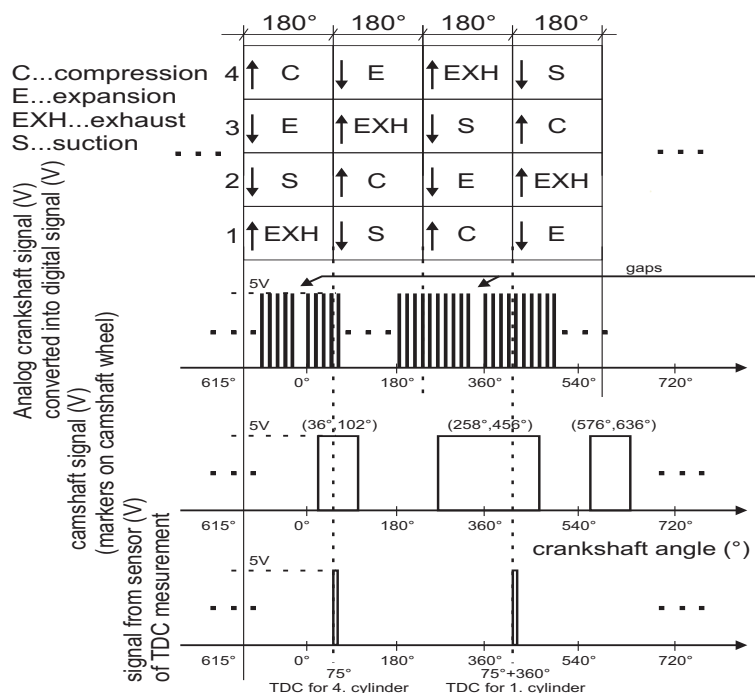 180° 180° 180° 180°
C...compression
E...expansion
EXH...exhaust
S...suction
4 C E EXH S
3 E EXH S C
2 S C E EXH
1 EXH S C E
gaps
Analog crankshaft signal (V)
converted into digital signal (V)
5V
615° 0° 180° 360° 540° 720°
camshaft signal (V)
(markers on camshaft wheel)
5V
(36°,102°) (258°,456°) (576°,636°)
615° 0° 180° 360° 540° 720°
crankshaft angle (°)
signal from sensor (V)
of TDC mesurement
5V
615° 0° 180° 360° 540° 720°
75° 75°+360°
TDC for 4. cylinder TDC for 1. cylinder